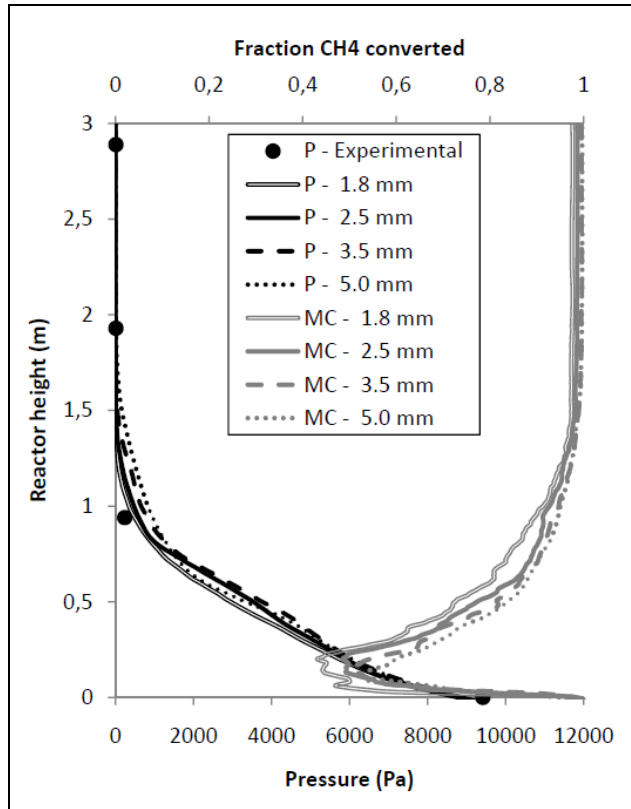 Fraction CH4 converted
0 0,2 0,4 0,6 0,8 1
3
2,5
2
1,5
1
0,5
0
Reactor height (m)
P - Experimental
P - 1.8 mm
P - 2.5 mm
P - 3.5 mm
P - 5.0 mm
MC - 1.8 mm
MC - 2.5 mm
MC - 3.5 mm
MC - 5.0 mm
0 2000 4000 6000 8000 10000 12000
Pressure (Pa)